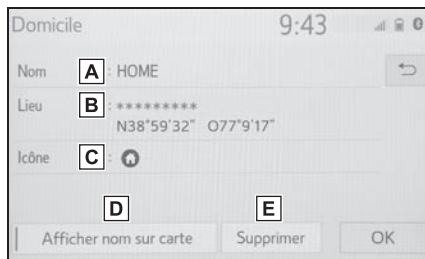 Domicile 9:43 0
Nom A : HOME
Lieu B : *********
N38°59'32" O77°9'17"
Icône C :
D E
Afficher nom sur carte Supprimer OK